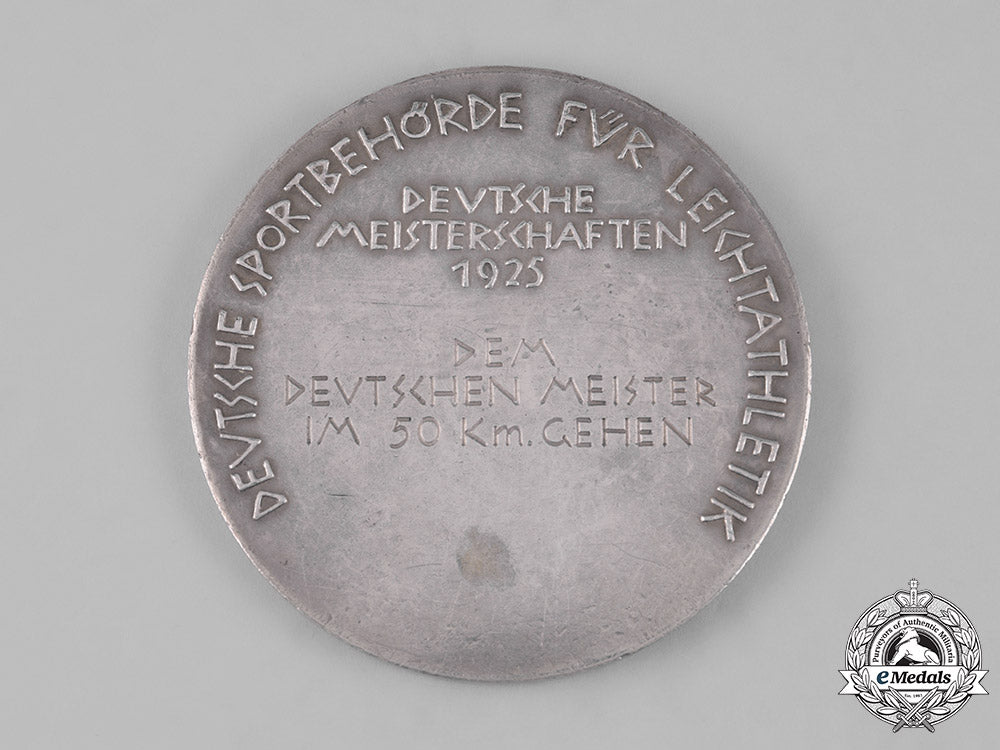 DEVTSCHE SPORTBEHÖRDE FÜR LEICHTATHLETIK
DEVTSCHE
MEISTERSCHAFTEN
1925
DEM
DEVTSCHEN MEISTER
IM 50 Km. GEHEN
Purveyors of Authentic Militaria
eMedals